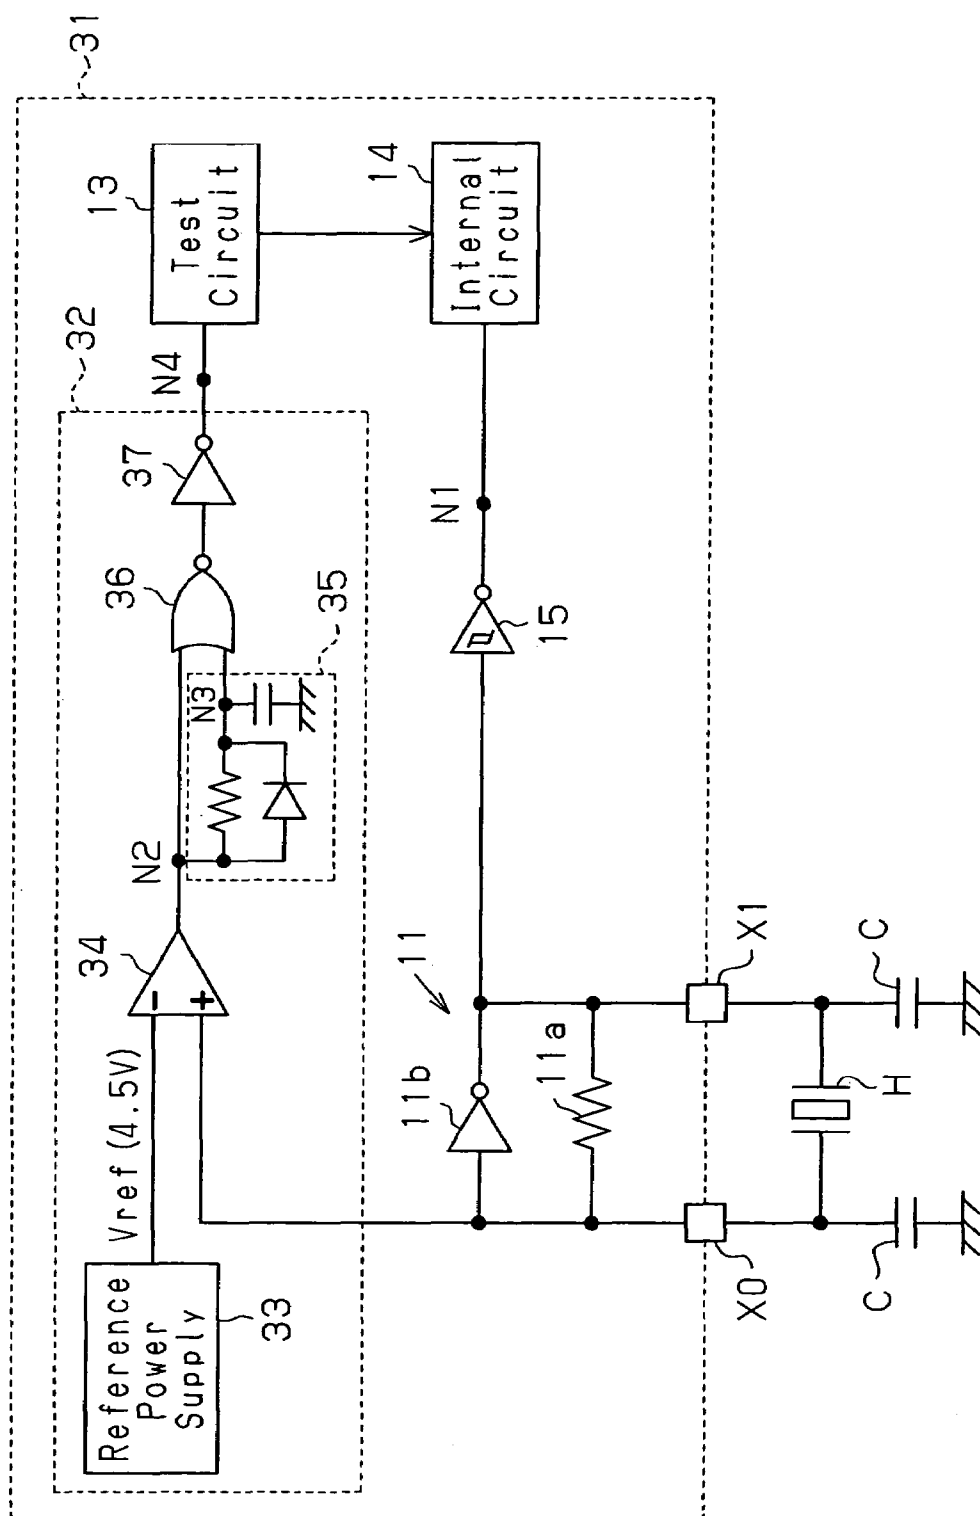 31
32
13
Test
Circuit
14
Internal
Circuit
N4
37
36
35
N3
N2
34
-
+
Vref (4.5V)
Reference
Power
Supply
33
N1
15
11
11b
11a
X1
X0
C
C
H